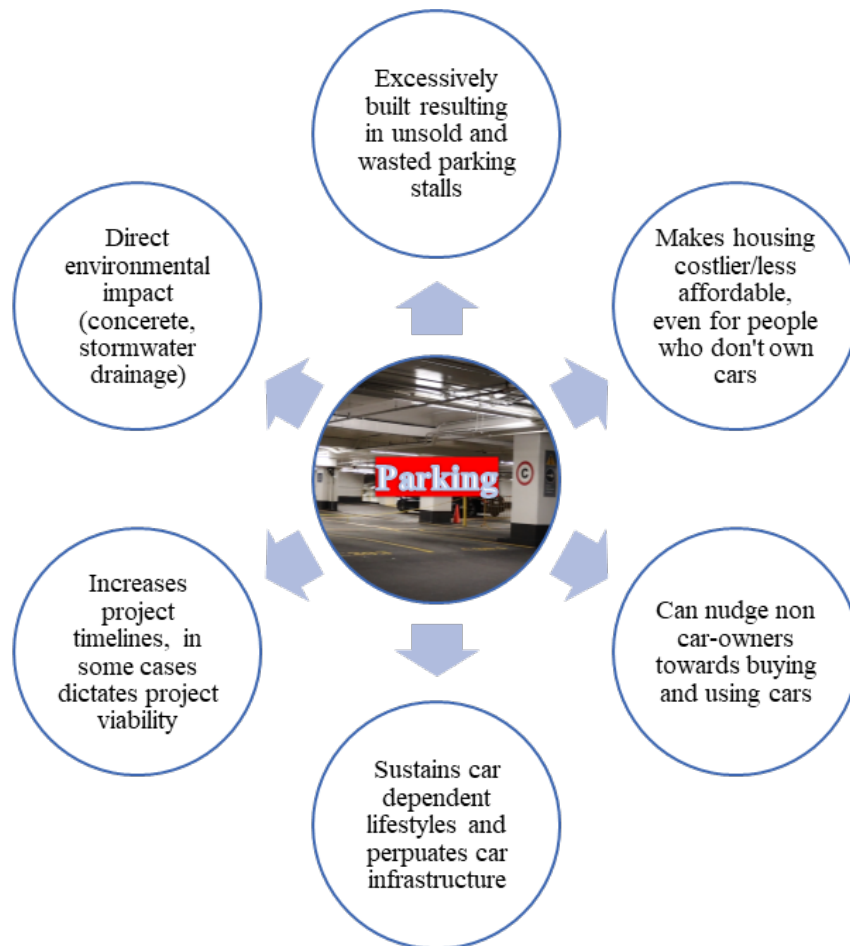 Excessively
built resulting
in unsold and
wasted parking
stalls
Makes housing
costlier/less
affordable,
even for people
who don't own
cars
Can nudge non
car-owners
towards buying
and using cars
Sustains car
dependent
lifestyles and
perpuates car
infrastructure
Increases
project
timelines, in
some cases
dictates project
viability
Direct
environmental
impact
(concerete,
stormwater
drainage)
Parking
C